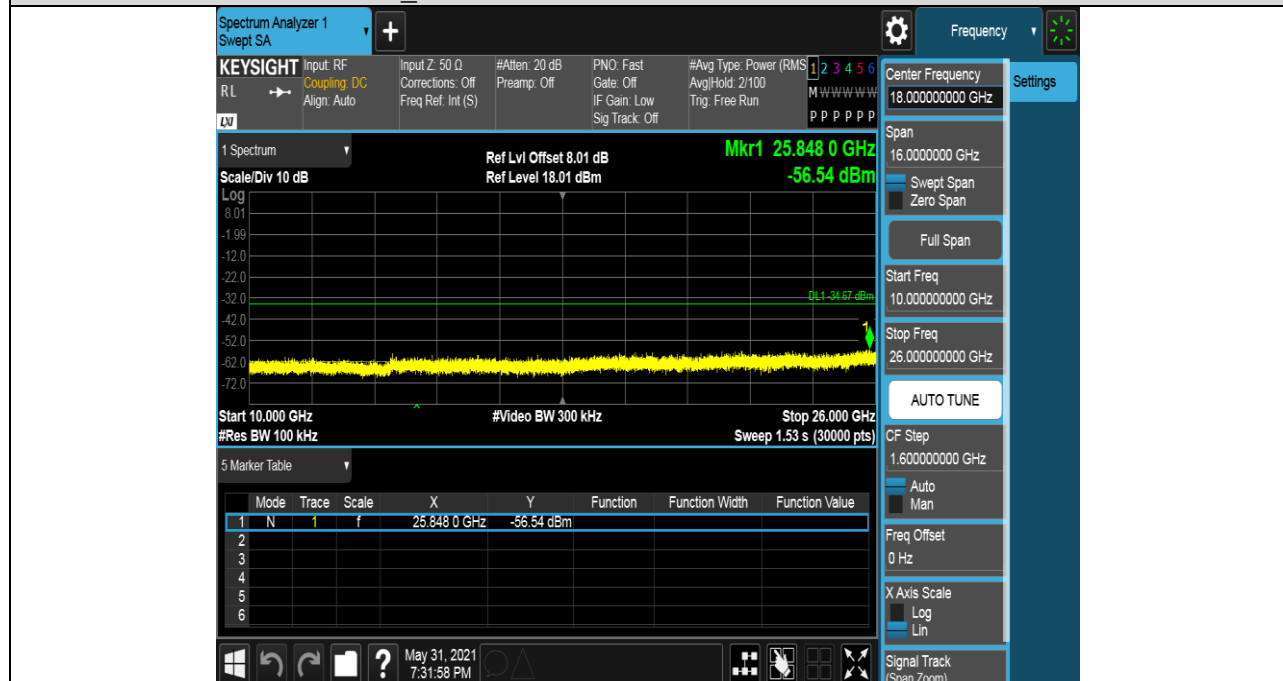 Spectrum Analyzer 1
Swept SA
+
Frequency
KEYSIGHT
RL
LXI
Input: RF
Coupling: DC
Align: Auto
Input Z: 50 Ω
Corrections: Off
Freq Ref: Int (S)
#Atten: 20 dB
Preamp: Off
PNO: Fast
Gate: Off
IF Gain: Low
Sig Track: Off
#Avg Type: Power (RMS
Avg|Hold: 2/100
Trig: Free Run
1 2 3 4 5 6
M W W W W W
P P P P P P
1 Spectrum
Scale/Div 10 dB
Ref Lvl Offset 8.01 dB
Ref Level 18.01 dBm
Mkr1 25.848 0 GHz
-56.54 dBm
Log
8.01
-1.99
-12.0
-22.0
-32.0
-42.0
-52.0
-62.0
-72.0
DL1 -34.67 dBm
1
Start 10.000 GHz
#Video BW 300 kHz
Stop 26.000 GHz
#Res BW 100 kHz
Sweep 1.53 s (30000 pts)
5 Marker Table
Mode Trace Scale X Y Function Function Width Function Value
1 N 1 f 25.848 0 GHz -56.54 dBm
2
3
4
5
6
?
May 31, 2021
7:31:58 PM
Center Frequency
18.000000000 GHz
Settings
Span
16.0000000 GHz
Swept Span
Zero Span
Full Span
Start Freq
10.000000000 GHz
Stop Freq
26.000000000 GHz
AUTO TUNE
CF Step
1.600000000 GHz
Auto
Man
Freq Offset
0 Hz
X Axis Scale
Log
Lin
Signal Track
(Span Zoom)